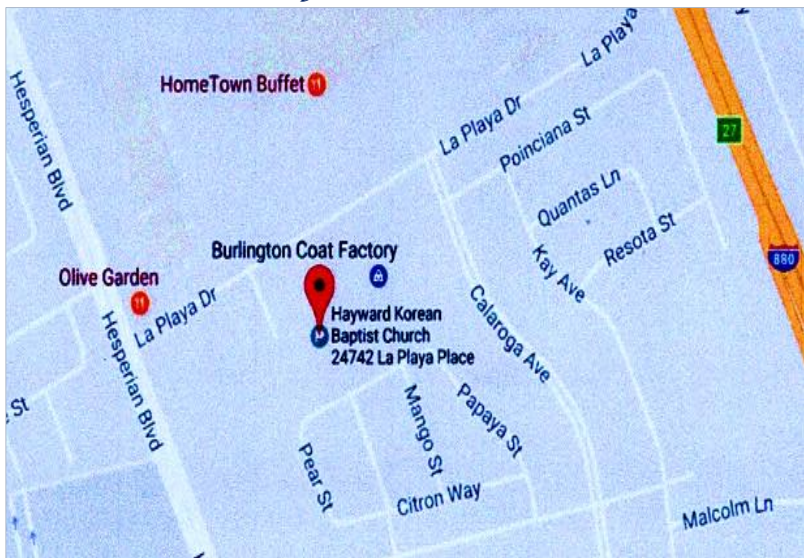 La Playa
HomeTown Buffet
Hesperian Blvd
La Playa Dr
Poinciana St
27
Quantas Ln
Burlington Coat Factory
Kay Ave
Resota St
880
Olive Garden
La Playa Dr
Hayward Korean
Baptist Church
24742 La Playa Place
Calaroga Ave
Hesperian Blvd
St
Mango St
Papaya St
Pear St
Citron Way
Malcolm Ln